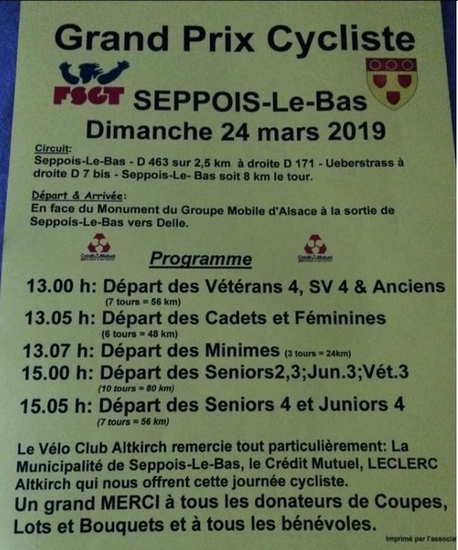 Grand Prix Cycliste
FSGT
SEPPOIS-Le-Bas
Dimanche 24 mars 2019
Circuit:
Seppois-Le-Bas - D 463 sur 2,5 km à droite D 171 - Ueberstrass à
droite D 7 bis - Seppois-Le- Bas soit 8 km le tour.
Départ & Arrivée:
En face du Monument du Groupe Mobile d'Alsace à la sortie de
Seppois-Le-Bas vers Delle.
Crédit Mutuel
Programme
Crédit Mutuel
13.00 h: Départ des Vétérans 4, SV 4 & Anciens
(7 tours = 56 km)
13.05 h: Départ des Cadets et Féminines
(6 tours = 48 km)
13.07 h: Départ des Minimes (3 tours = 24km)
15.00 h: Départ des Seniors2,3;Jun.3;Vét.3
(10 tours = 80 km)
15.05 h: Départ des Seniors 4 et Juniors 4
(7 tours = 56 km)
Le Vélo Club Altkirch remercie tout particulièrement: La
Municipalité de Seppois-Le-Bas, le Crédit Mutuel, LECLERC
Altkirch qui nous offrent cette journée cycliste.
Un grand MERCI à tous les donateurs de Coupes,
Lots et Bouquets et à tous les bénévoles.
Imprimé par l'associa